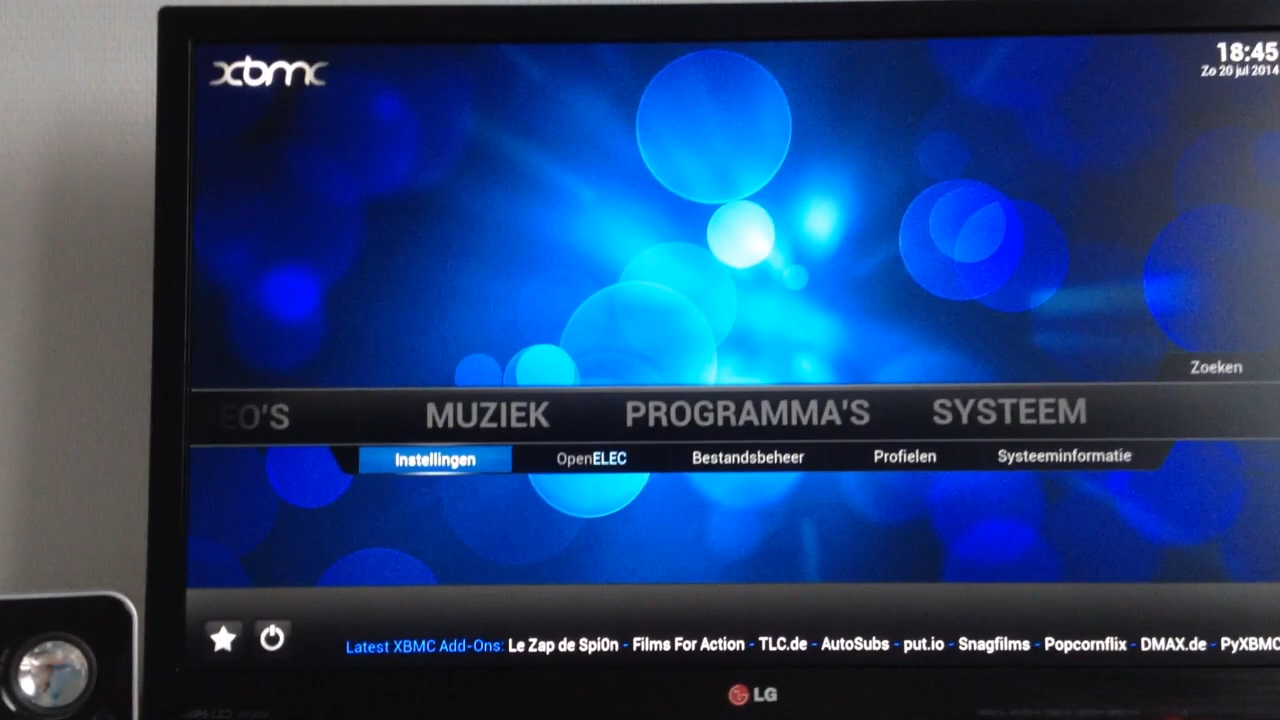 xbmc
18:45
Zo 20 jul 2014
Zoeken
EO'S MUZIEK PROGRAMMA'S SYSTEEM
Instellingen OpenELEC Bestandsbeheer Profielen Systeeminformatie
Latest XBMC Add-Ons: Le Zap de Spi0n - Films For Action - TLC.de - AutoSubs - put.io - Snagfilms - Popcornflix - DMAX.de - PyXBMC
LG